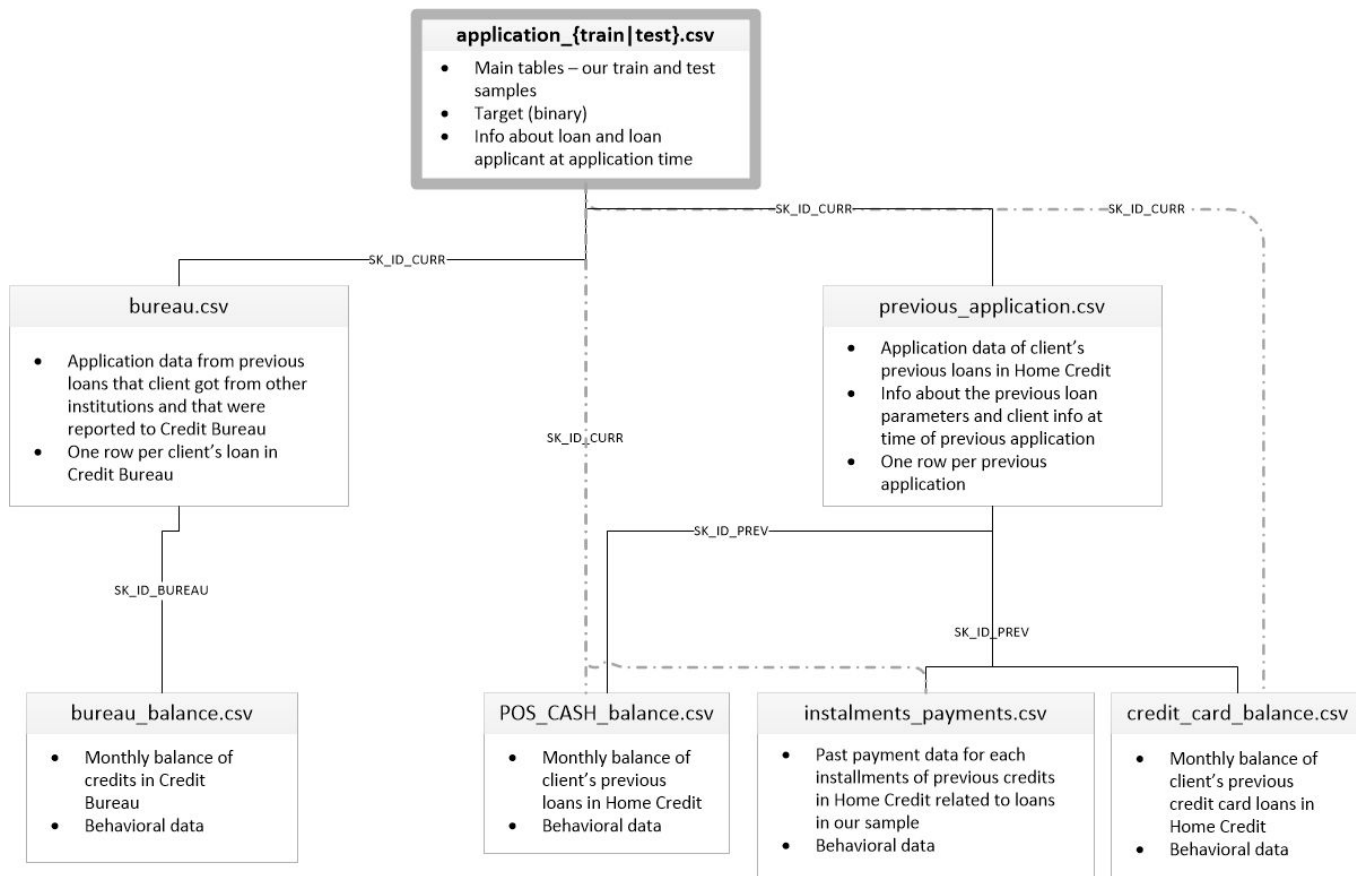 application_{train|test}.csv
• Main tables – our train and test
samples
• Target (binary)
• Info about loan and loan
applicant at application time
SK_ID_CURR
SK_ID_CURR
SK_ID_CURR
bureau.csv
• Application data from previous
loans that client got from other
institutions and that were
reported to Credit Bureau
• One row per client's loan in
Credit Bureau
previous_application.csv
• Application data of client's
previous loans in Home Credit
• Info about the previous loan
parameters and client info at
time of previous application
• One row per previous
application
SK_ID_CURR
SK_ID_PREV
SK_ID_BUREAU
SK_ID_PREV
bureau_balance.csv
• Monthly balance of
credits in Credit
Bureau
• Behavioral data
POS_CASH_balance.csv
• Monthly balance of
client's previous
loans in Home Credit
• Behavioral data
instalments_payments.csv
• Past payment data for each
installments of previous credits
in Home Credit related to loans
in our sample
• Behavioral data
credit_card_balance.csv
• Monthly balance of
client's previous
credit card loans in
Home Credit
• Behavioral data